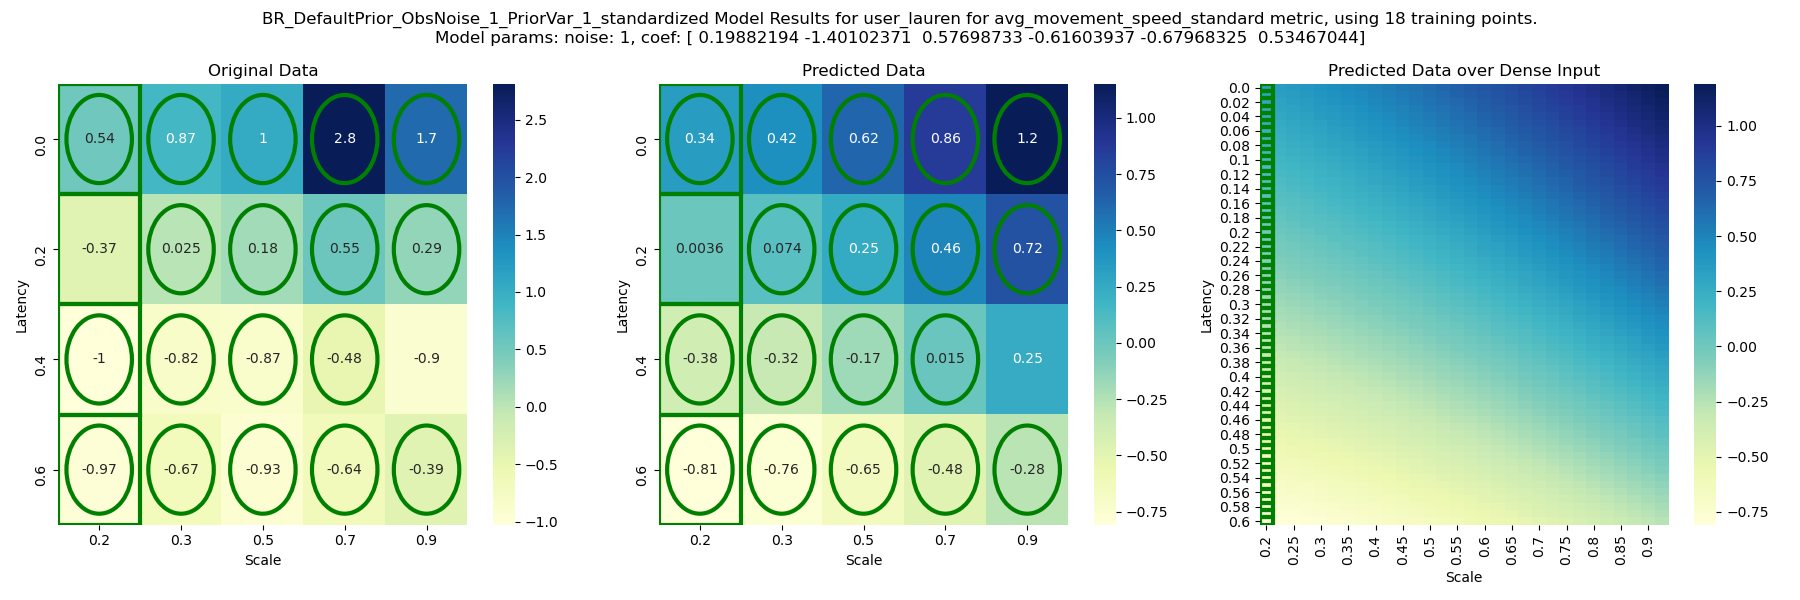 BR_DefaultPrior_ObsNoise_1_PriorVar_1_standardized Model Results for user_lauren for avg_movement_speed_standard metric, using 18 training points.
Model params: noise: 1, coef: [ 0.19882194 -1.40102371  0.57698733 -0.61603937 -0.67968325  0.53467044]
Original Data
Latency
0.0
0.2
0.4
0.6
0.54 0.87 1 2.8 1.7
-0.37 0.025 0.18 0.55 0.29
-1 -0.82 -0.87 -0.48 -0.9
-0.97 -0.67 -0.93 -0.64 -0.39
0.2 0.3 0.5 0.7 0.9
Scale
2.5
2.0
1.5
1.0
0.5
0.0
−0.5
−1.0
Predicted Data
Latency
0.0
0.2
0.4
0.6
0.34 0.42 0.62 0.86 1.2
0.0036 0.074 0.25 0.46 0.72
-0.38 -0.32 -0.17 0.015 0.25
-0.81 -0.76 -0.65 -0.48 -0.28
0.2 0.3 0.5 0.7 0.9
Scale
1.00
0.75
0.50
0.25
0.00
−0.25
−0.50
−0.75
Predicted Data over Dense Input
Latency
0.0
0.02
0.04
0.06
0.08
0.1
0.12
0.14
0.16
0.18
0.2
0.22
0.24
0.26
0.28
0.3
0.32
0.34
0.36
0.38
0.4
0.42
0.44
0.46
0.48
0.5
0.52
0.54
0.56
0.58
0.6
0.2 0.25 0.3 0.35 0.4 0.45 0.5 0.55 0.6 0.65 0.7 0.75 0.8 0.85 0.9
Scale
1.00
0.75
0.50
0.25
0.00
−0.25
−0.50
−0.75